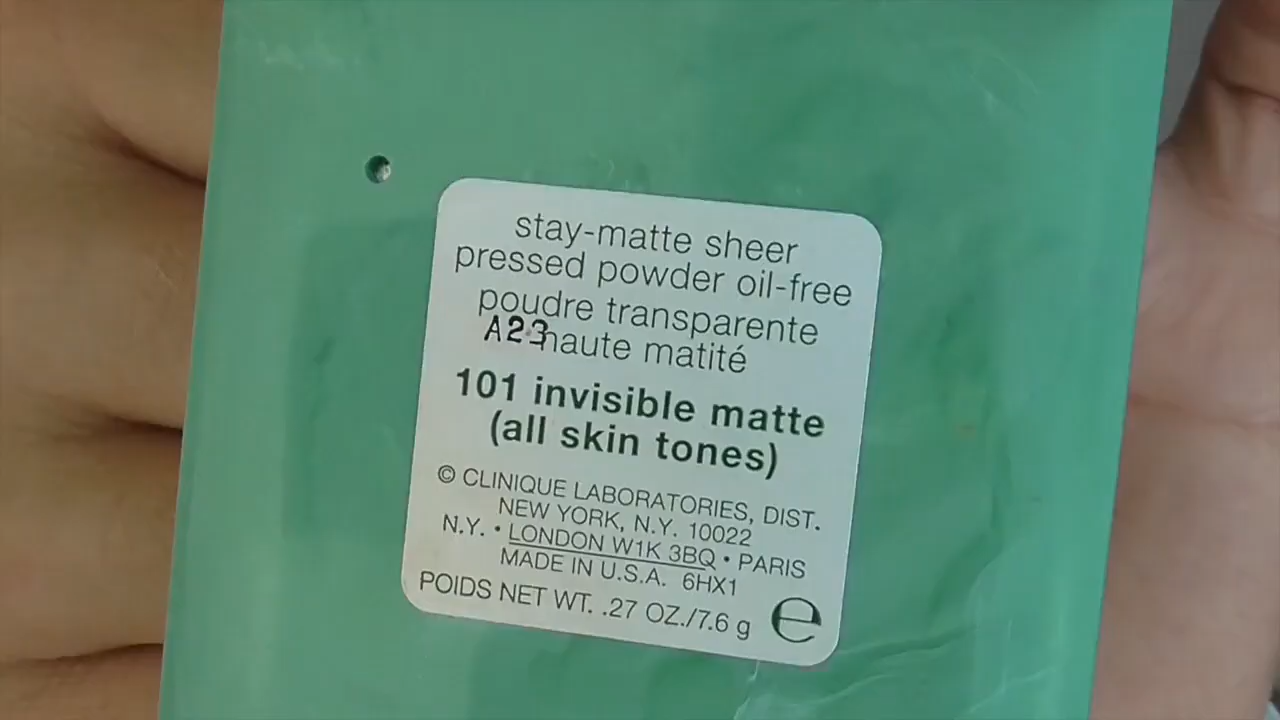 stay-matte sheer
pressed powder oil-free
poudre transparente
A23
haute matité
101 invisible matte
(all skin tones)
© CLINIQUE LABORATORIES, DIST.
NEW YORK, N.Y. 10022
N.Y. • LONDON W1K 3BQ • PARIS
MADE IN U.S.A. 6HX1
POIDS NET WT. .27 OZ./7.6 g e